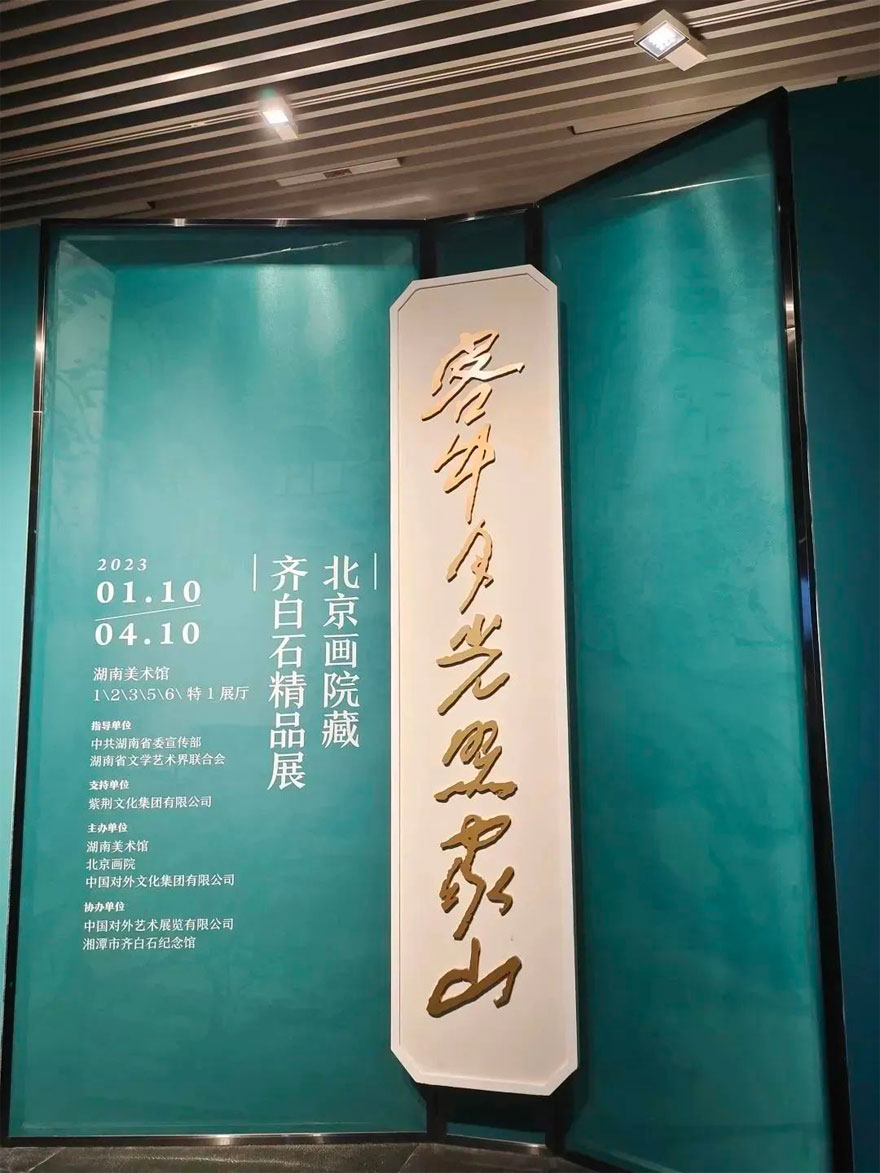 客中月光照家山
北京画院藏
齐白石精品展
2023
01.10
04.10
湖南美术馆
1\2\3\5\6\ 特 1 展厅
指导单位
中共湖南省委宣传部
湖南省文学艺术界联合会
支持单位
紫荆文化集团有限公司
主办单位
湖南美术馆
北京画院
中国对外文化集团有限公司
协办单位
中国对外艺术展览有限公司
湘潭市齐白石纪念馆